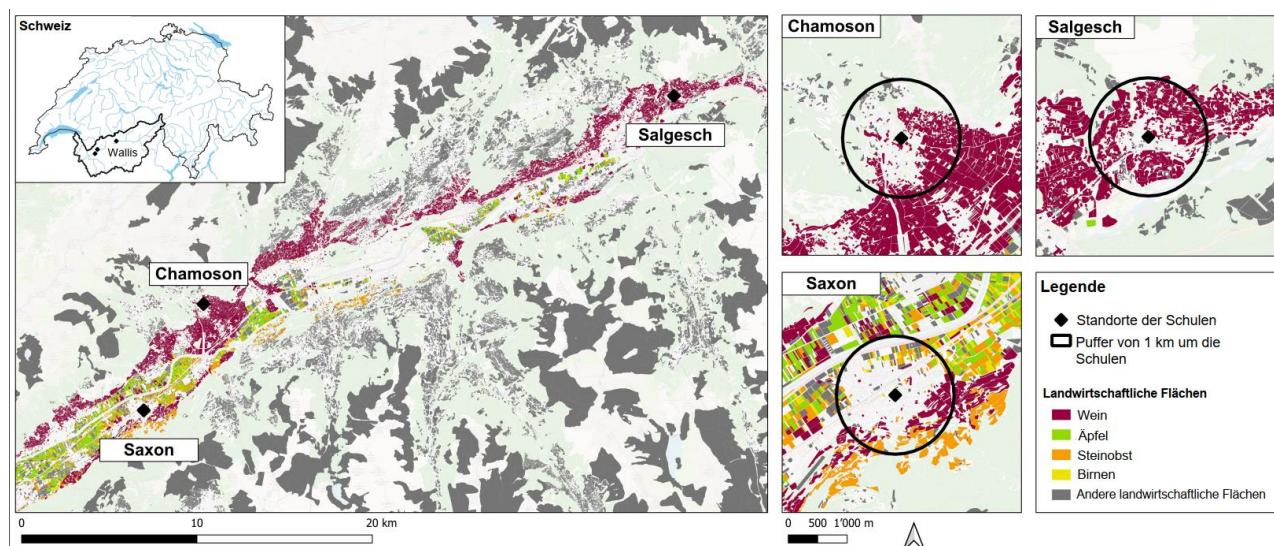 Schweiz
Wallis
Salgesch
Chamoson
Saxon
0
10
20 km
Chamoson
Salgesch
Saxon
0 500 1'000 m
Legende
Standorte der Schulen
Puffer von 1 km um die
Schulen
Landwirtschaftliche Flächen
Wein
Äpfel
Steinobst
Birnen
Andere landwirtschaftliche Flächen